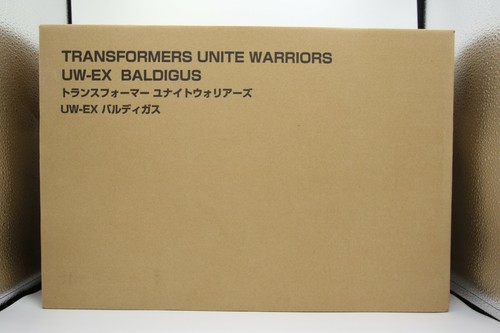 TRANSFORMERS UNITE WARRIORS
UW-EX BALDIGUS
トランスフォーマー ユナイトウォリアーズ
UW-EX バルディガス